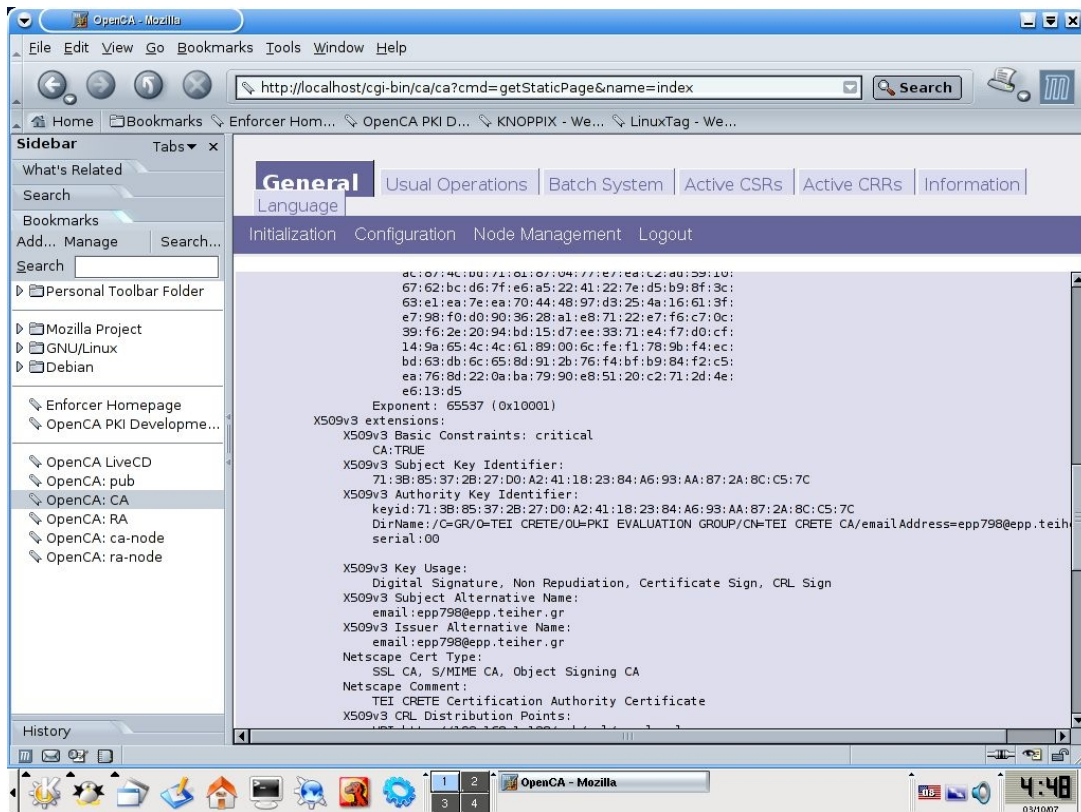 OpenCA - Mozilla
File Edit View Go Bookmarks Tools Window Help
http://localhost/cgi-bin/ca/ca?cmd=getStaticPage&name=index
Search
Home Bookmarks Enforcer Hom... OpenCA PKI D... KNOPPIX - We... LinuxTag - We...
Sidebar Tabs
What's Related
Search
Bookmarks
Add... Manage Search...
Search
Personal Toolbar Folder
Mozilla Project
GNU/Linux
Debian
Enforcer Homepage
OpenCA PKI Developme...
OpenCA LiveCD
OpenCA: pub
OpenCA: CA
OpenCA: RA
OpenCA: ca-node
OpenCA: ra-node
History
General Usual Operations Batch System Active CSRs Active CRRs Information
Language
Initialization Configuration Node Management Logout
67:62:bc:d6:7f:e6:a5:22:41:22:7e:d5:b9:8f:3c:
63:e1:ea:7e:ea:70:44:48:97:d3:25:4a:16:61:3f:
e7:98:f0:d0:90:36:28:a1:e8:71:22:e7:f6:c7:0c:
39:f6:2e:20:94:bd:15:d7:ee:33:71:e4:f7:d0:cf:
14:9a:65:4c:4c:61:89:00:6c:fe:f1:78:9b:f4:ec:
bd:63:db:6c:65:8d:91:2b:76:f4:bf:b9:84:f2:c5:
ea:76:8d:22:0a:ba:79:90:e8:51:20:c2:71:2d:4e:
e6:13:d5
Exponent: 65537 (0x10001)
X509v3 extensions:
X509v3 Basic Constraints: critical
CA:TRUE
X509v3 Subject Key Identifier:
71:3B:85:37:2B:27:D0:A2:41:18:23:84:A6:93:AA:87:2A:8C:C5:7C
X509v3 Authority Key Identifier:
keyid:71:3B:85:37:2B:27:D0:A2:41:18:23:84:A6:93:AA:87:2A:8C:C5:7C
DirName:/C=GR/O=TEI CRETE/OU=PKI EVALUATION GROUP/CN=TEI CRETE CA/emailAddress=epp798@epp.teihe
serial:00
X509v3 Key Usage:
Digital Signature, Non Repudiation, Certificate Sign, CRL Sign
X509v3 Subject Alternative Name:
email:epp798@epp.teiher.gr
X509v3 Issuer Alternative Name:
email:epp798@epp.teiher.gr
Netscape Cert Type:
SSL CA, S/MIME CA, Object Signing CA
Netscape Comment:
TEI CRETE Certification Authority Certificate
X509v3 CRL Distribution Points:
1 2
3 4
OpenCA - Mozilla
US
4:48
03/10/07